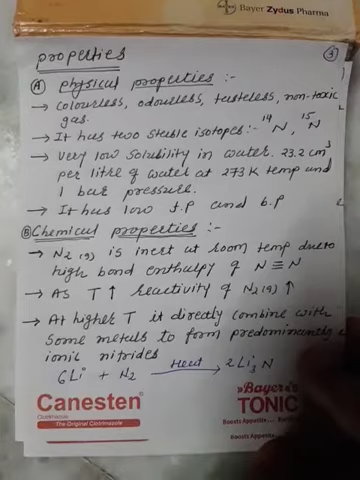 Bayer Zydus Pharma
properties
③
Ⓐ physical properties :-
→ colourless, odourless, tasteless, non-toxic
gas.
→ It has two stable isotopes:- ¹⁴N, ¹⁵N
→ very low solubility in water. 23.2 cm³
per litre of water at 273 K temp and
1 bar pressure.
→ It has low f.p and b.p
Ⓑ Chemical properties :-
→ N₂(g) is inert at room temp due to
high bond enthalpy of N≡N
→ As T↑ reactivity of N₂(g) ↑
→ At higher T it directly combine with
some metals to form predominantly
ionic nitrides
6Li + N₂ Heat → 2Li₃N
Canesten
Clotrimazole
The Original Clotrimazole
Bayer's
TONIC
Boosts Appetite...
Boosts Appetite...